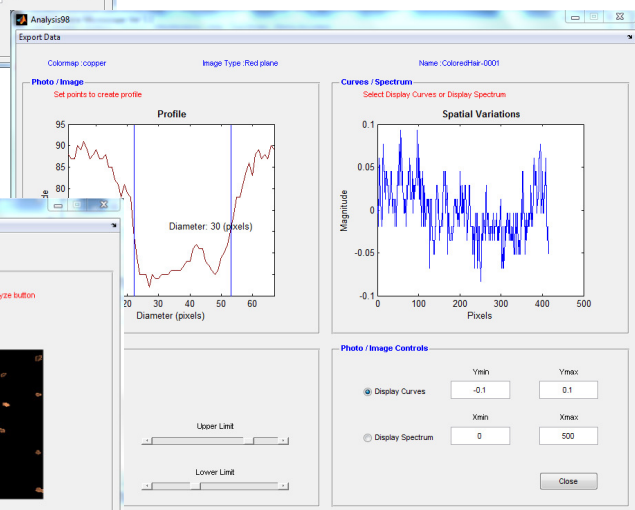 Analysis98
Export Data
Colormap :copper
Image Type :Red plane
Name :ColoredHair-0001
Photo / Image
Set points to create profile
Profile
95
90
85
80
Diameter: 30 (pixels)
20 30 40 50 60
Diameter (pixels)
Curves / Spectrum
Select Display Curves or Display Spectrum
Spatial Variations
0.1
0.05
0
-0.05
-0.1
Magnitude
0 100 200 300 400 500
Pixels
button
Upper Limit
Lower Limit
Photo / Image Controls
Ymin Ymax
Display Curves -0.1 0.1
Xmin Xmax
Display Spectrum 0 500
Close